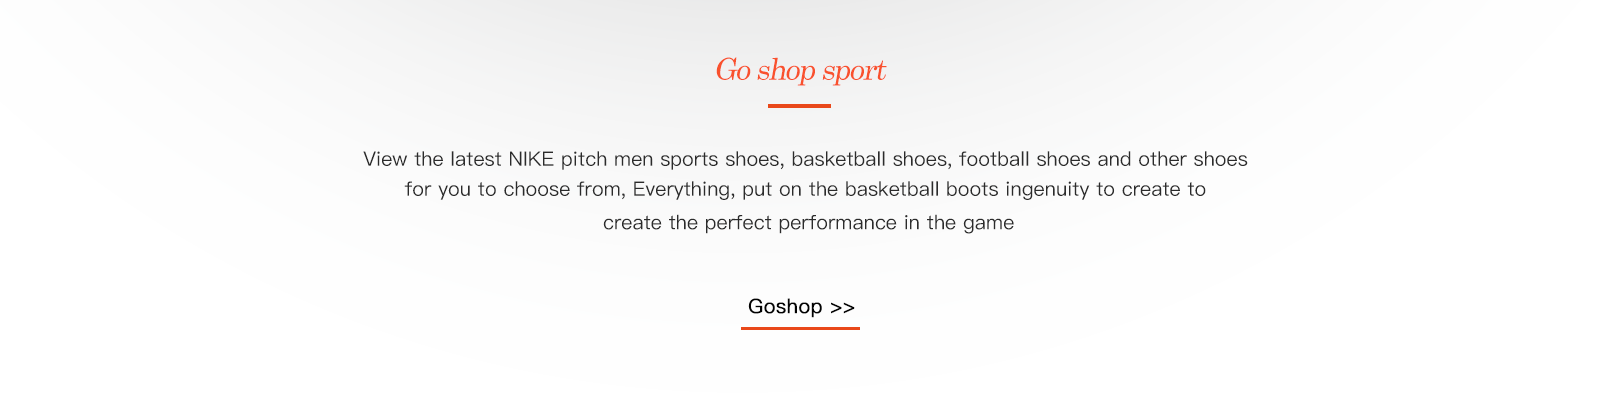 Go shop sport
View the latest NIKE pitch men sports shoes, basketball shoes, football shoes and other shoes
for you to choose from, Everything, put on the basketball boots ingenuity to create to
create the perfect performance in the game
Goshop >>